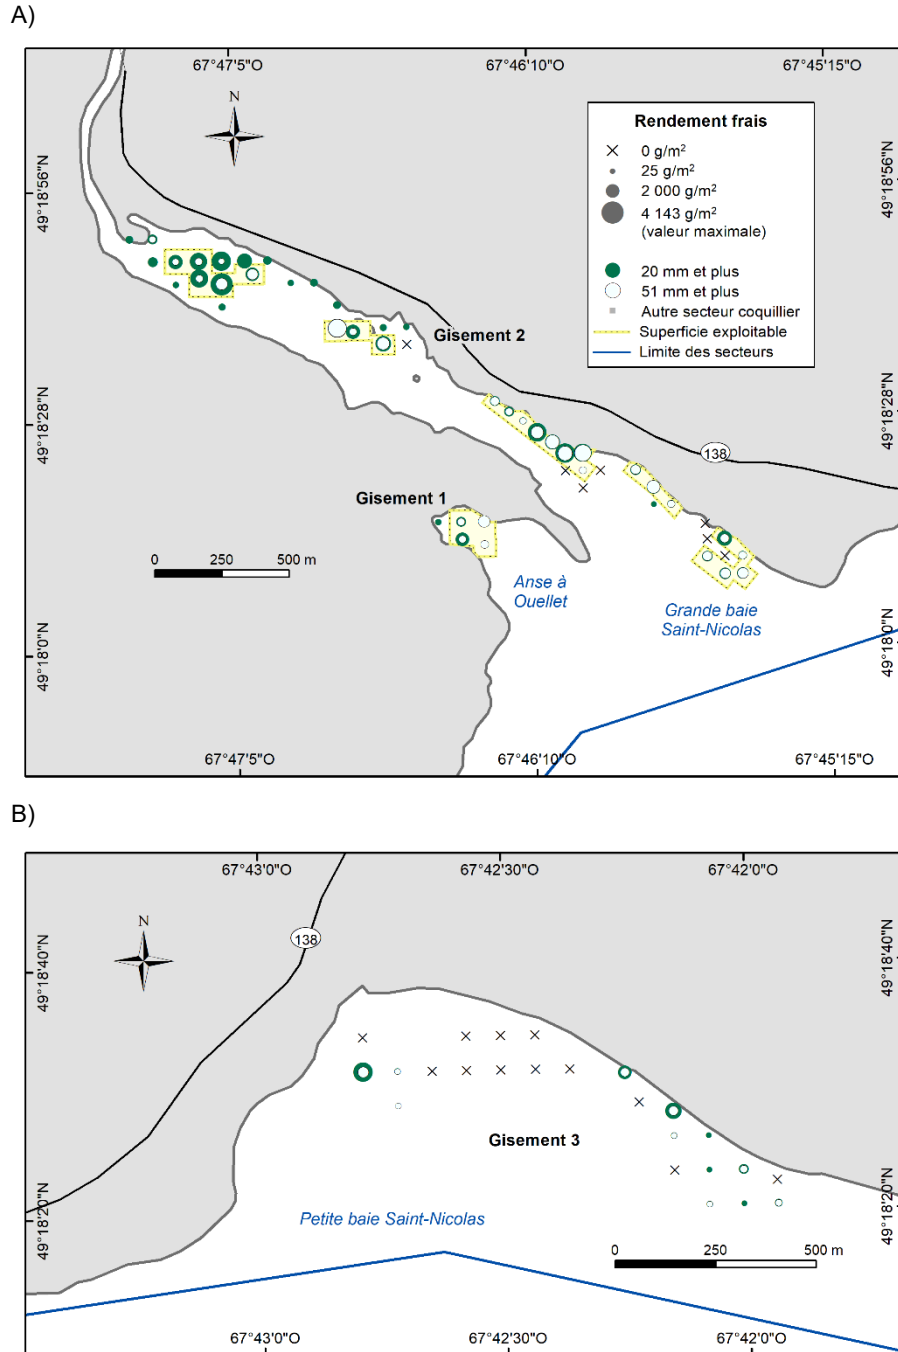 A)
67°47'5"O
67°46'10"O
67°45'15"O
N
49°18'56"N
49°18'56"N
Rendement frais
0 g/m²
25 g/m²
2 000 g/m²
4 143 g/m²
(valeur maximale)
20 mm et plus
51 mm et plus
Autre secteur coquillier
Superficie exploitable
Limite des secteurs
Gisement 2
49°18'28"N
49°18'28"N
138
Gisement 1
0 250 500 m
Anse à
Ouellet
Grande baie
Saint-Nicolas
49°18'0"N
49°18'0"N
67°47'5"O
67°46'10"O
67°45'15"O
B)
67°43'0"O
67°42'30"O
67°42'0"O
N
138
49°18'40"N
49°18'40"N
Gisement 3
49°18'20"N
49°18'20"N
Petite baie Saint-Nicolas
0 250 500 m
67°43'0"O
67°42'30"O
67°42'0"O